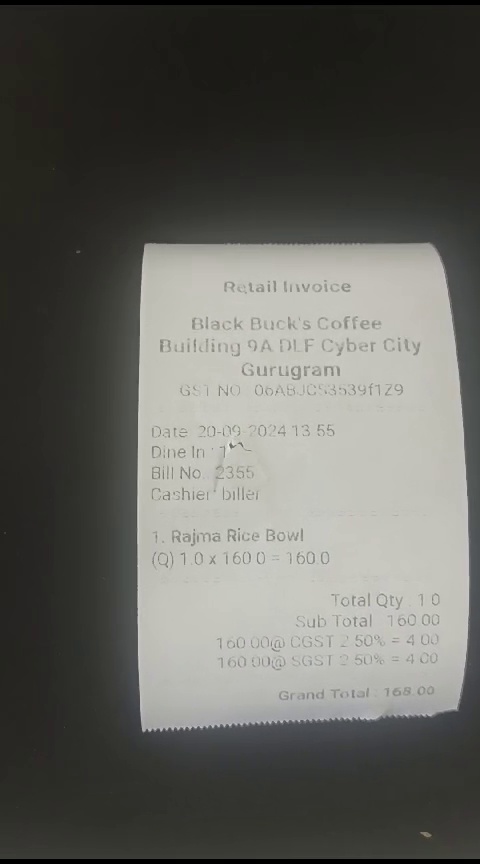 Retail Invoice
Black Buck's Coffee
Building 9A DLF Cyber City
Gurugram
GST NO
Date 20-09-2024 13 55
Dine In :
Bill No. 2355
Cashier biller
1. Rajma Rice Bowl
(Q) 1.0 x 160 0 = 160.0
Total Qty 1 0
Sub Total 160 00
160 00@ CGST 2 50% = 4 00
160 00@ SGST 2 50% = 4 00
Grand Total : 168.00